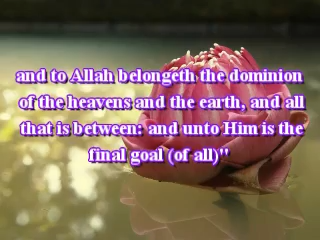 and to Allah belongeth the dominion
of the heavens and the earth, and all
that is between: and unto Him is the
final goal (of all)"